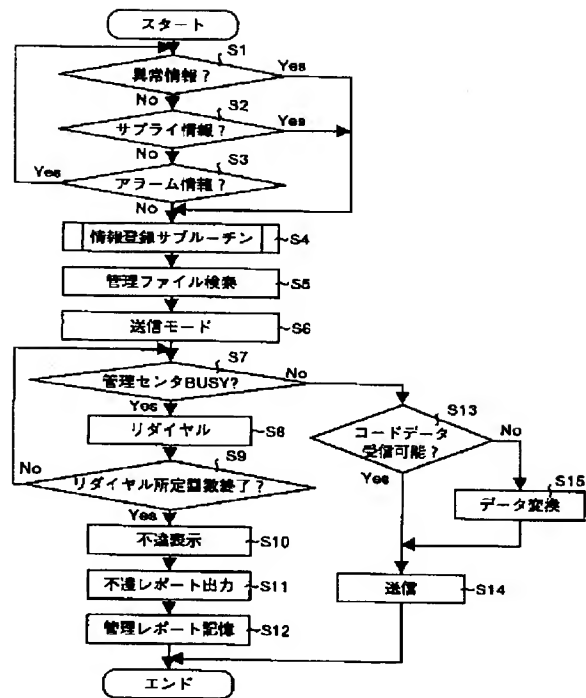 スタート
S1
異常情報?
Yes
No
S2
サプライ情報?
Yes
No
S3
Yes
アラーム情報?
No
情報登録サブルーチン
S4
管理ファイル検索
S5
送信モード
S6
S7
管理センタBUSY?
No
Yes
リダイヤル
S8
S9
No
リダイヤル所定回数終了?
Yes
不達表示
S10
不達レポート出力
S11
管理レポート記憶
S12
S13
コードデータ
受信可能?
No
Yes
S15
データ変換
送信
S14
エンド